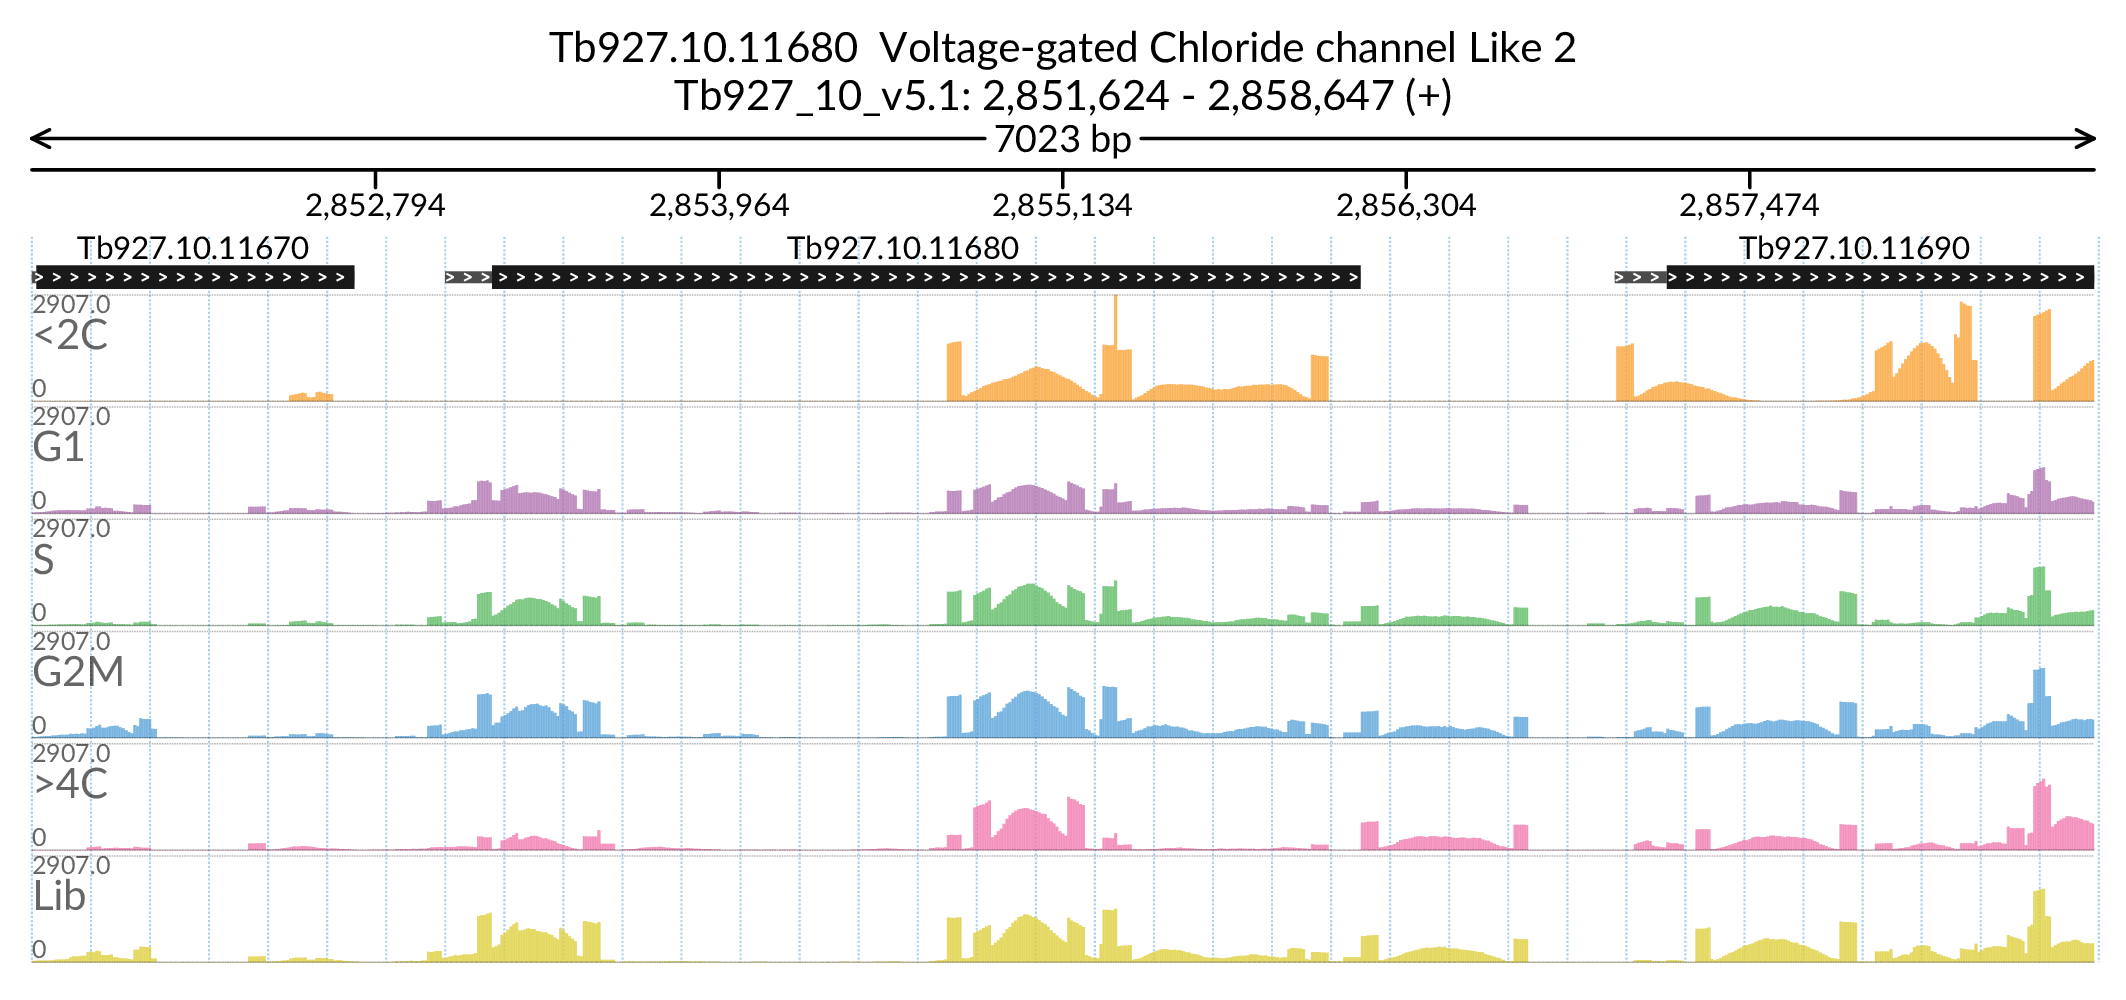 Tb927.10.11680  Voltage-gated Chloride channel Like 2
Tb927_10_v5.1: 2,851,624 - 2,858,647 (+)
7023 bp
2,852,794 2,853,964 2,855,134 2,856,304 2,857,474
Tb927.10.11670 Tb927.10.11680 Tb927.10.11690
2907.0
<2C
0
2907.0
G1
0
2907.0
S
0
2907.0
G2M
0
2907.0
>4C
0
2907.0
Lib
0